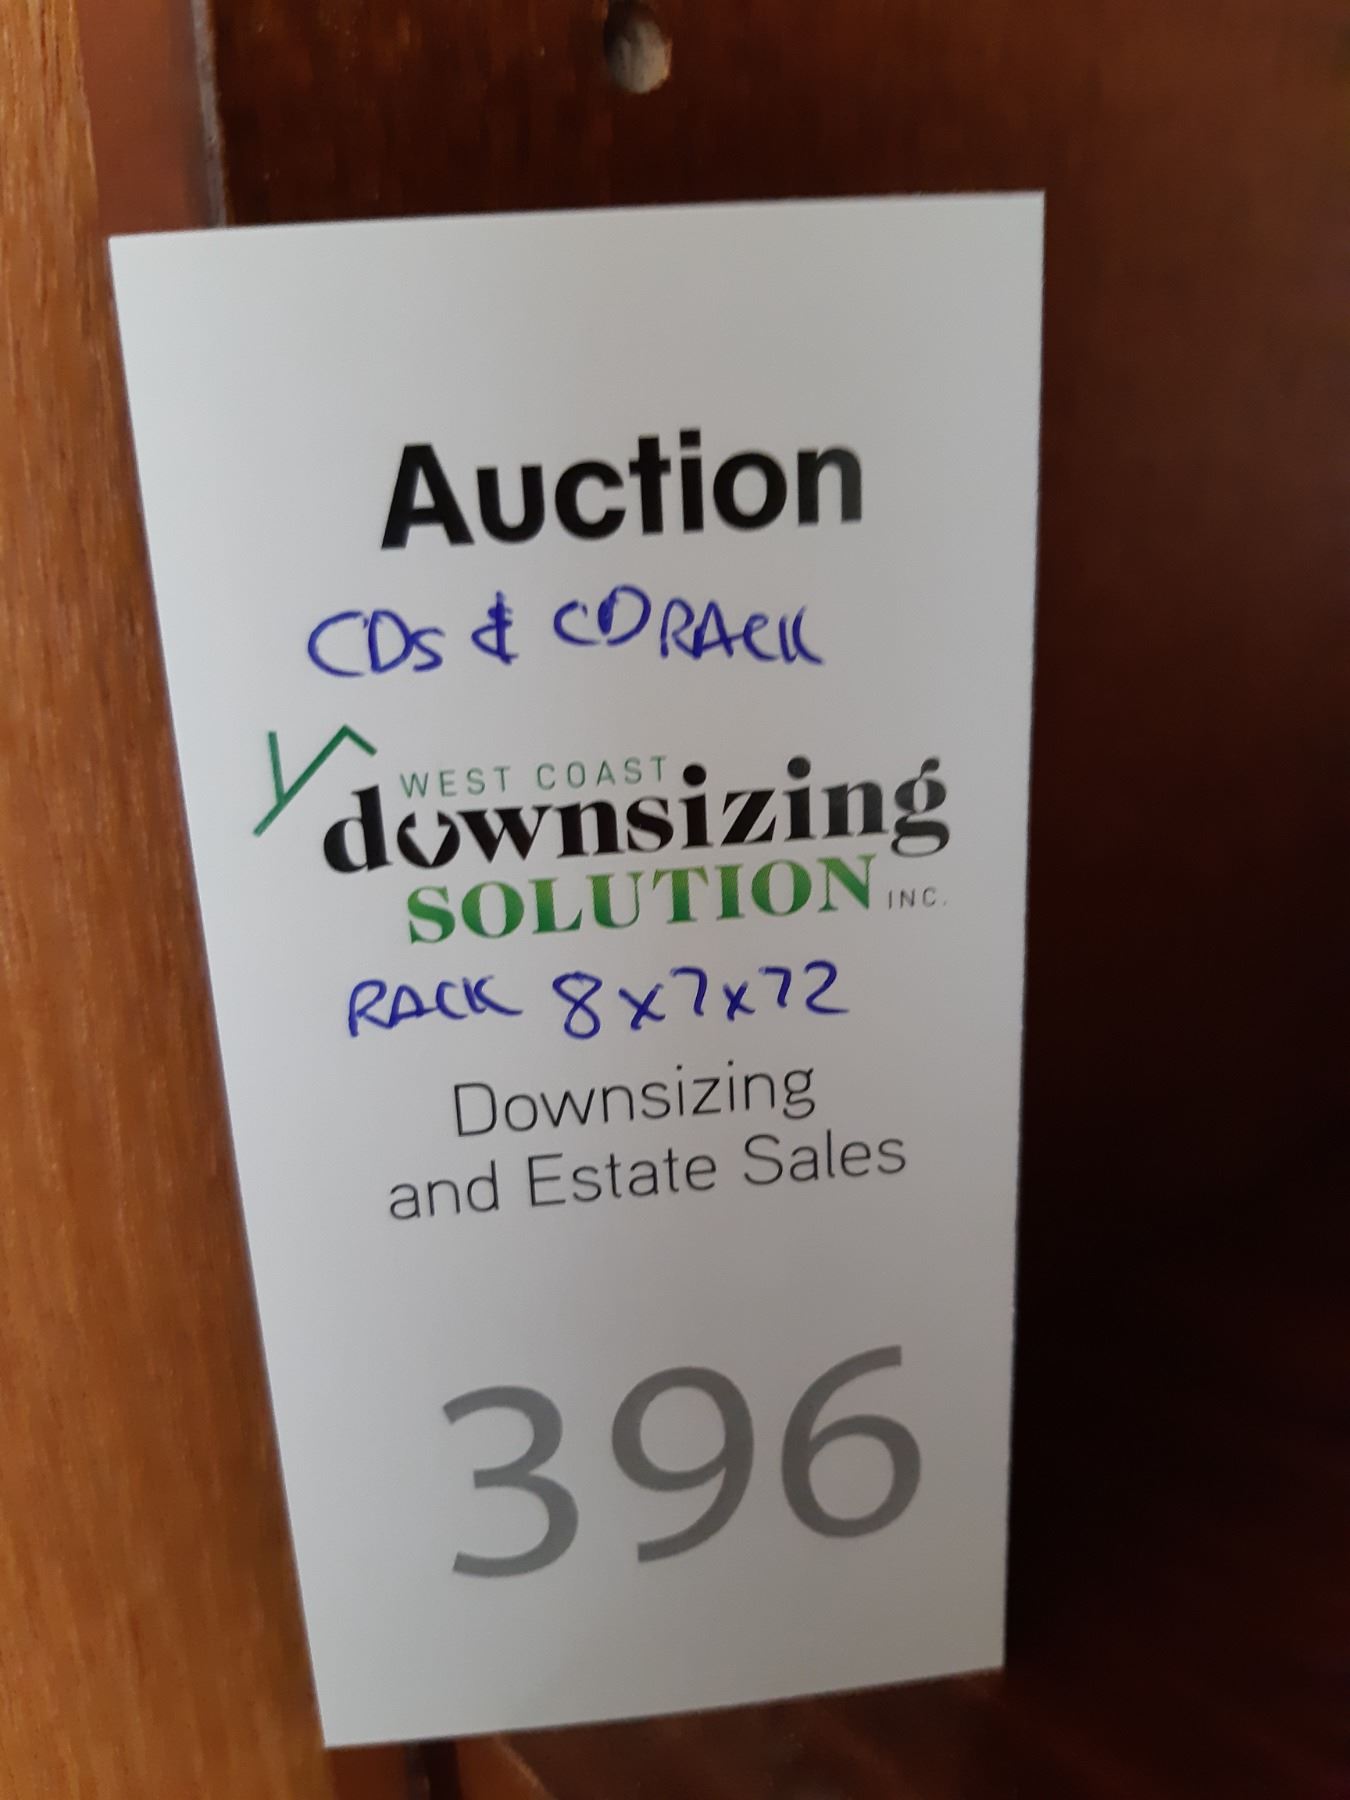 Auction
CDs & CD RACK
WEST COAST
downsizing
SOLUTION INC.
RACK 8x7x72
Downsizing
and Estate Sales
396